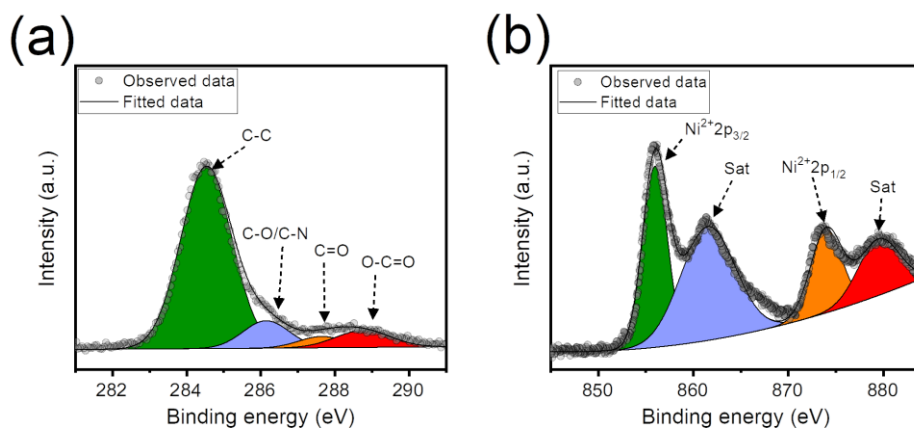 (a)
Observed data
Fitted data
C-C
C-O/C-N
C=O
O-C=O
Intensity (a.u.)
282 284 286 288 290
Binding energy (eV)
(b)
Observed data
Fitted data
Ni²⁺2p₃/₂
Sat
Ni²⁺2p₁/₂
Sat
Intensity (a.u.)
850 860 870 880
Binding energy (eV)